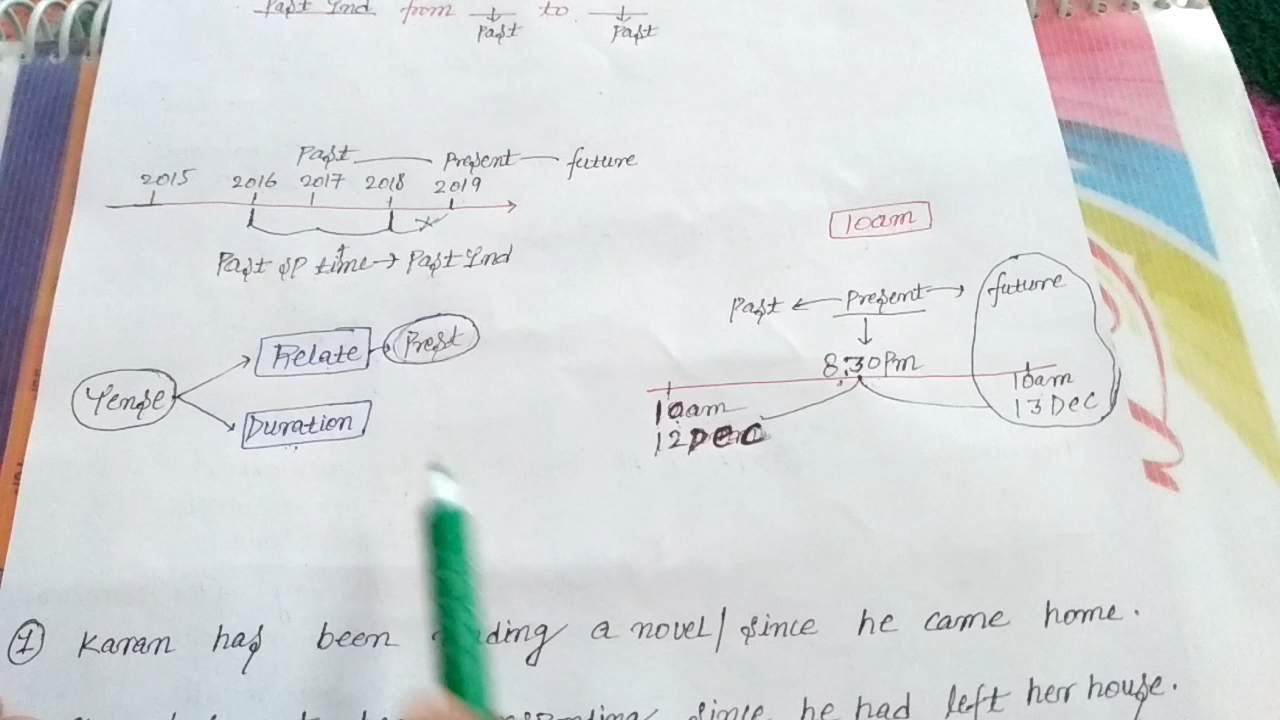 Past Ind from Past to Past
Past Present future
2015 2016 2017 2018 2019
Past SP time → Past Ind
10am
Past ← Present → future
8:30Pm
10am
12 Dec
10am
13 Dec
Tense
Relate
Prest
Duration
① Karan has been a novel / since he came home.
since he had left her house.